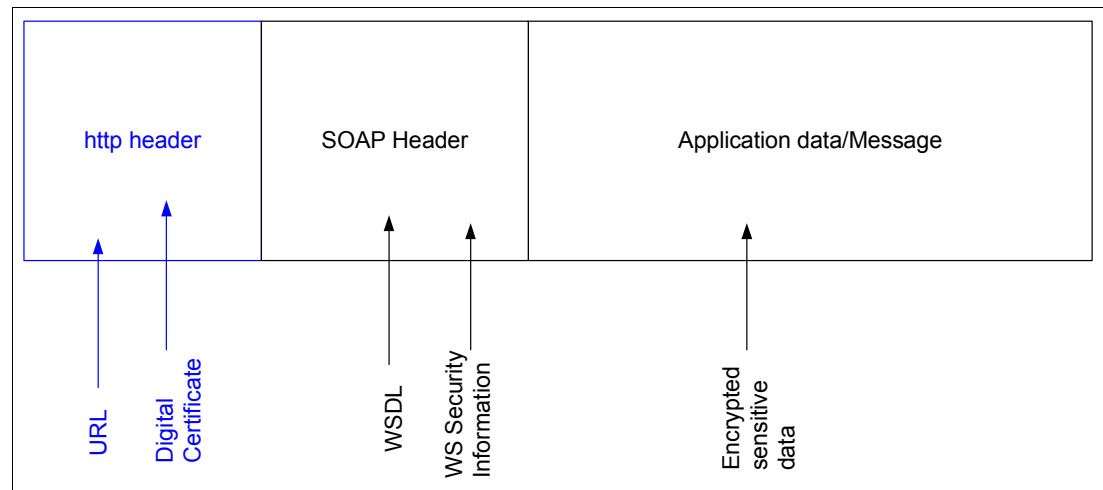 http header
SOAP Header
Application data/Message
URL
Digital
Certificate
WSDL
WS Security
Information
Encrypted
sensitive
data